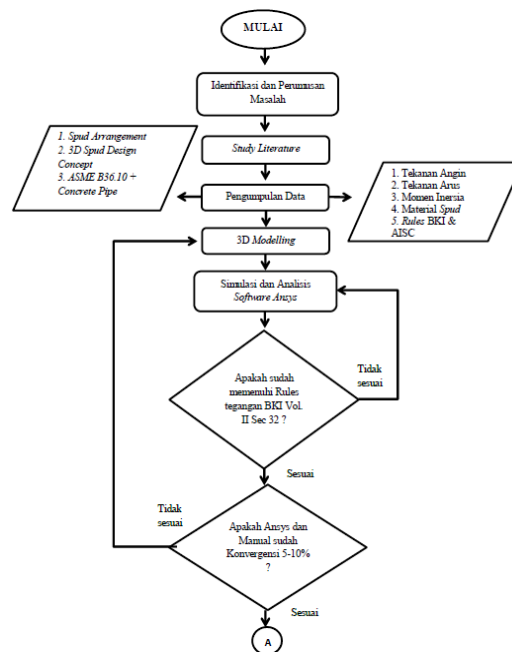 MULAI
Identifikasi dan Perumusan
Masalah
Study Literature
1. Spud Arrangement
2. 3D Spud Design
Concept
3. ASME B36.10 +
Concrete Pipe
Pengumpulan Data
1. Tekanan Angin
2. Tekanan Arus
3. Momen Inersia
4. Material Spud
5. Rules BKI &
AISC
3D Modelling
Simulasi dan Analisis
Software Ansys
Apakah sudah
memenuhi Rules
tegangan BKI Vol.
II Sec 32 ?
Tidak
sesuai
Sesuai
Tidak
sesuai
Apakah Ansys dan
Manual sudah
Konvergensi 5-10%
?
Sesuai
A